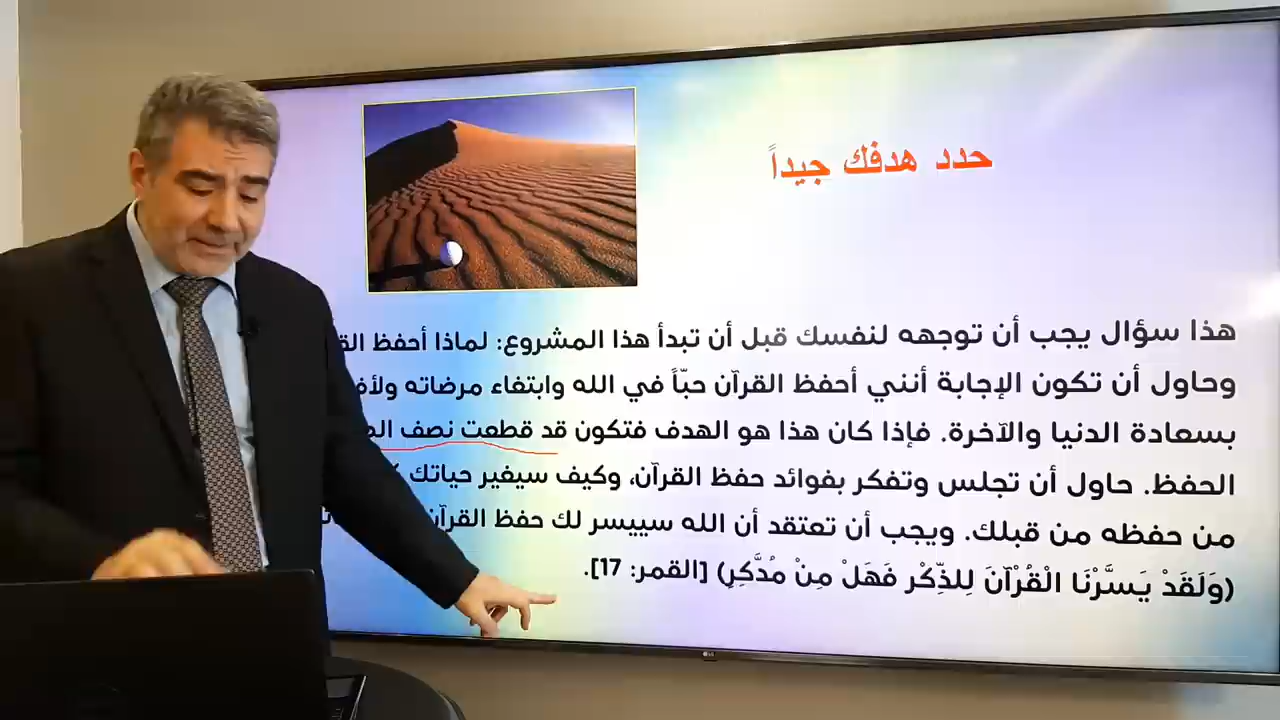 حدد هدفك جيداً
هذا سؤال يجب أن توجهه لنفسك قبل أن تبدأ هذا المشروع: لماذا أحفظ
وحاول أن تكون الإجابة أنني أحفظ القرآن حبّاً في الله وابتغاء مرضاته
بسعادة الدنيا والآخرة. فإذا كان هذا هو الهدف فتكون قد قطعت نصف
الحفظ. حاول أن تجلس وتفكر بفوائد حفظ القرآن، وكيف سيغير حياتك
من حفظه من قبلك. ويجب أن تعتقد أن الله سييسر لك حفظ القرآن
(وَلَقَدْ يَسَّرْنَا الْقُرْآنَ لِلذِّكْرِ فَهَلْ مِنْ مُدَّكِرٍ) [القمر: 17].
LG